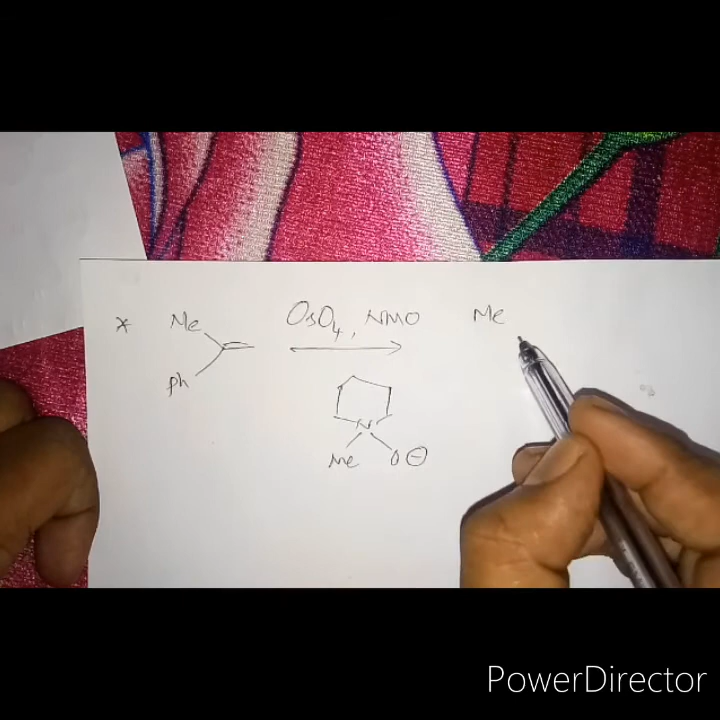 * Me OsO4, NMO Me
Ph
N
Me O⊖
PowerDirector